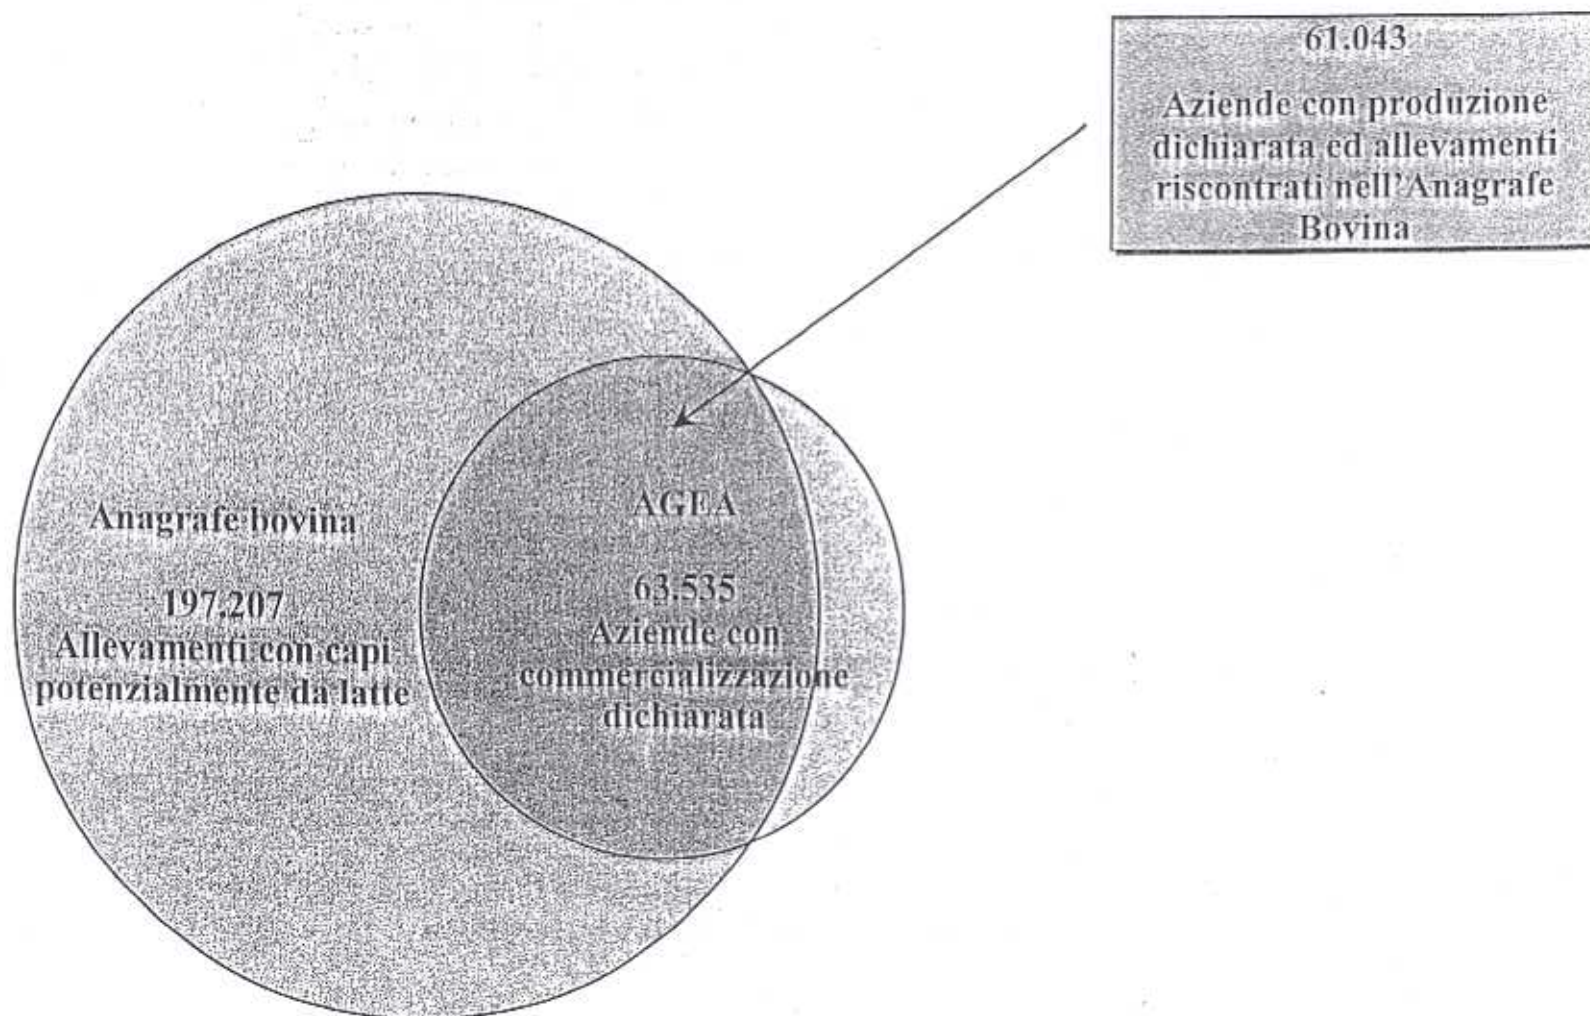 61.043
Aziende con produzione
dichiarata ed allevamenti
riscontrati nell'Anagrafe
Bovina
Anagrafe bovina
197.207
Allevamenti con capi
potenzialmente da latte
AGEA
63.535
Aziende con
commercializzazione
dichiarata